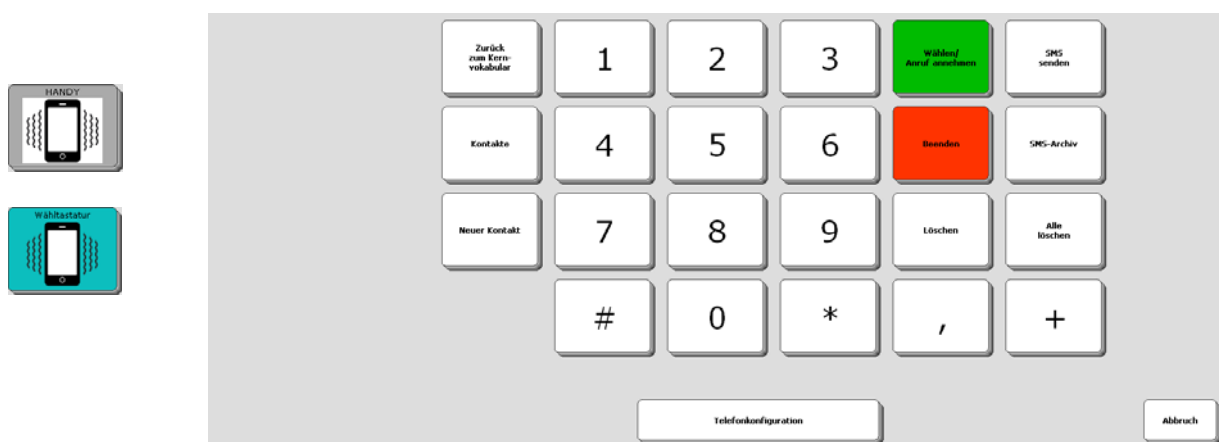 HANDY
Wähltastatur
Zurück
zum Kern-
vokabular
1
2
3
Wählen/
Anruf annehmen
SMS
senden
Kontakte
4
5
6
Beenden
SMS-Archiv
Neuer Kontakt
7
8
9
Löschen
Alle
löschen
#
0
*
,
+
Telefonkonfiguration
Abbruch